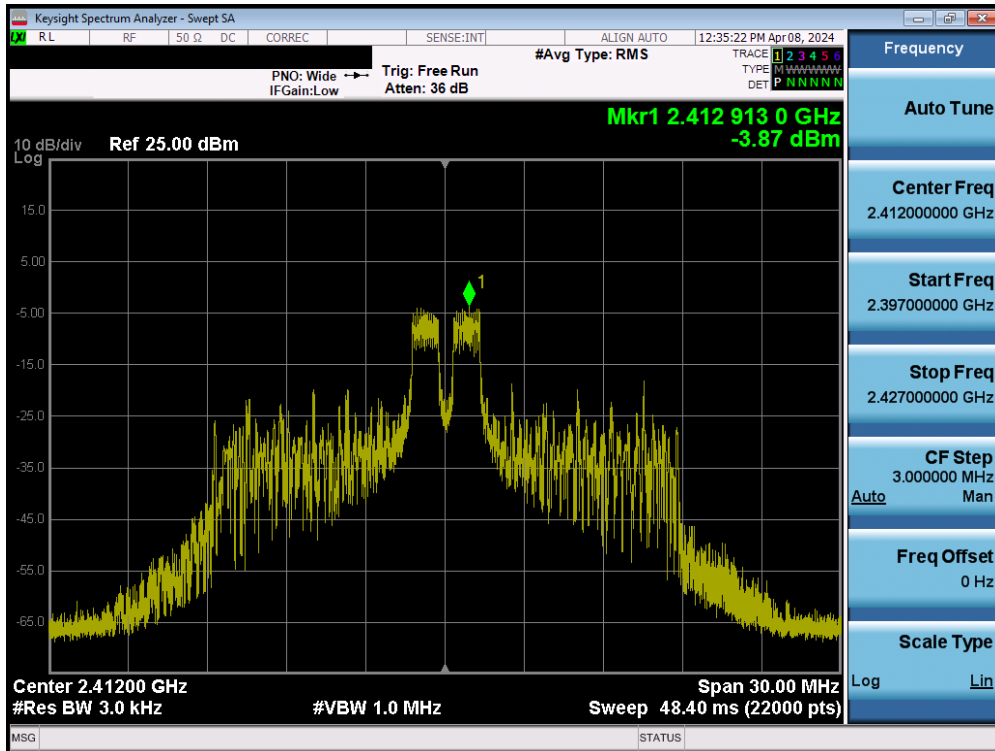 Keysight Spectrum Analyzer - Swept SA
LXI RL RF 50 Ω DC CORREC SENSE:INT ALIGN AUTO 12:35:22 PM Apr 08, 2024
PNO: Wide
IFGain:Low
Trig: Free Run
Atten: 36 dB
#Avg Type: RMS
TRACE 1 2 3 4 5 6
TYPE M W W W W W
DET P N N N N N
Mkr1 2.412 913 0 GHz
-3.87 dBm
10 dB/div
Log
Ref 25.00 dBm
15.0
5.00
-5.00
-15.0
-25.0
-35.0
-45.0
-55.0
-65.0
1
Center 2.41200 GHz
#Res BW 3.0 kHz
#VBW 1.0 MHz
Span 30.00 MHz
Sweep 48.40 ms (22000 pts)
MSG
STATUS
Frequency
Auto Tune
Center Freq
2.412000000 GHz
Start Freq
2.397000000 GHz
Stop Freq
2.427000000 GHz
CF Step
3.000000 MHz
Auto Man
Freq Offset
0 Hz
Scale Type
Log Lin